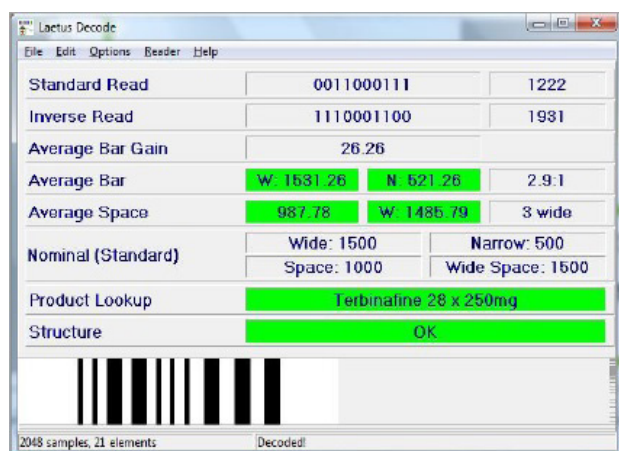 Laetus Decode
File Edit Options Reader Help
Standard Read 0011000111 1222
Inverse Read 1110001100 1931
Average Bar Gain 26.26
Average Bar W: 1531.26 N: 521.26 2.9:1
Average Space 987.78 W: 1485.79 3 wide
Nominal (Standard) Wide: 1500 Narrow: 500
Space: 1000 Wide Space: 1500
Product Lookup Terbinafine 28 x 250mg
Structure OK
2048 samples, 21 elements Decoded!